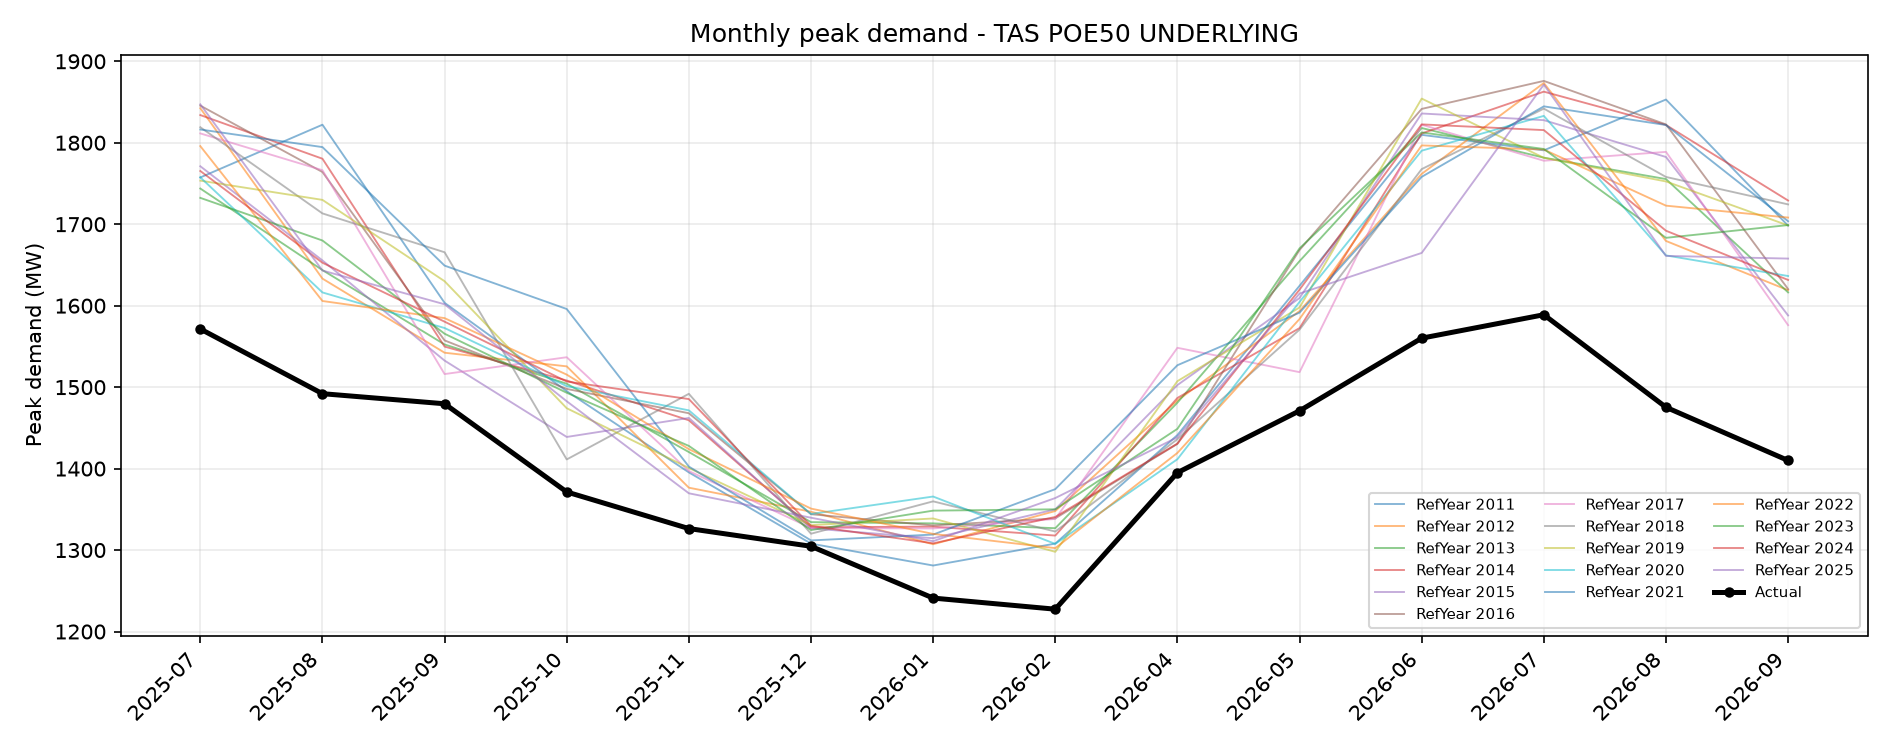 Monthly peak demand - TAS POE50 UNDERLYING
Peak demand (MW)
1900
1800
1700
1600
1500
1400
1300
1200
2025-07
2025-08
2025-09
2025-10
2025-11
2025-12
2026-01
2026-02
2026-04
2026-05
2026-06
2026-07
2026-08
2026-09
RefYear 2011
RefYear 2012
RefYear 2013
RefYear 2014
RefYear 2015
RefYear 2016
RefYear 2017
RefYear 2018
RefYear 2019
RefYear 2020
RefYear 2021
RefYear 2022
RefYear 2023
RefYear 2024
RefYear 2025
Actual